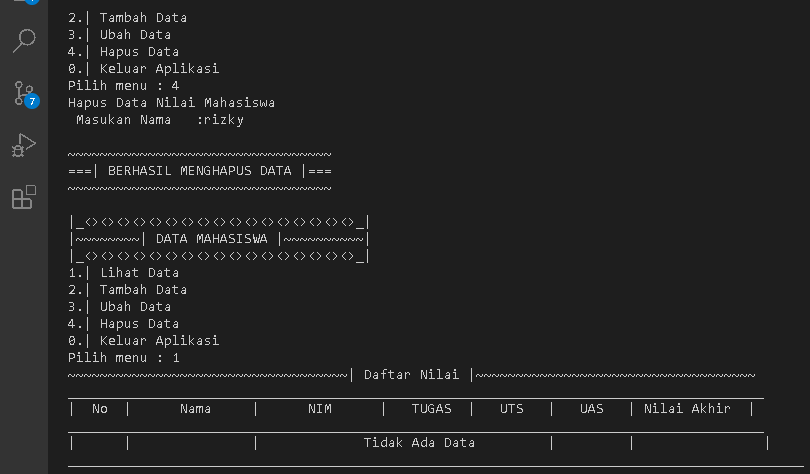 2.| Tambah Data
3.| Ubah Data
4.| Hapus Data
0.| Keluar Aplikasi
Pilih menu : 4
Hapus Data Nilai Mahasiswa
Masukan Nama   :rizky
~~~~~~~~~~~~~~~~~~~~~~~~~~~~~~~~~
===| BERHASIL MENGHAPUS DATA |===
~~~~~~~~~~~~~~~~~~~~~~~~~~~~~~~~~
|_<><><><><><><><><><><><><><><><><>_|
|~~~~~~~~| DATA MAHASISWA |~~~~~~~~~~|
|_<><><><><><><><><><><><><><><><><>_|
1.| Lihat Data
2.| Tambah Data
3.| Ubah Data
4.| Hapus Data
0.| Keluar Aplikasi
Pilih menu : 1
~~~~~~~~~~~~~~~~~~~~~~~~~~~~~~~~~~~| Daftar Nilai |~~~~~~~~~~~~~~~~~~~~~~~~~~~~~~~~~~~
| No | Nama | NIM | TUGAS | UTS | UAS | Nilai Akhir |
| | | Tidak Ada Data | | |
7